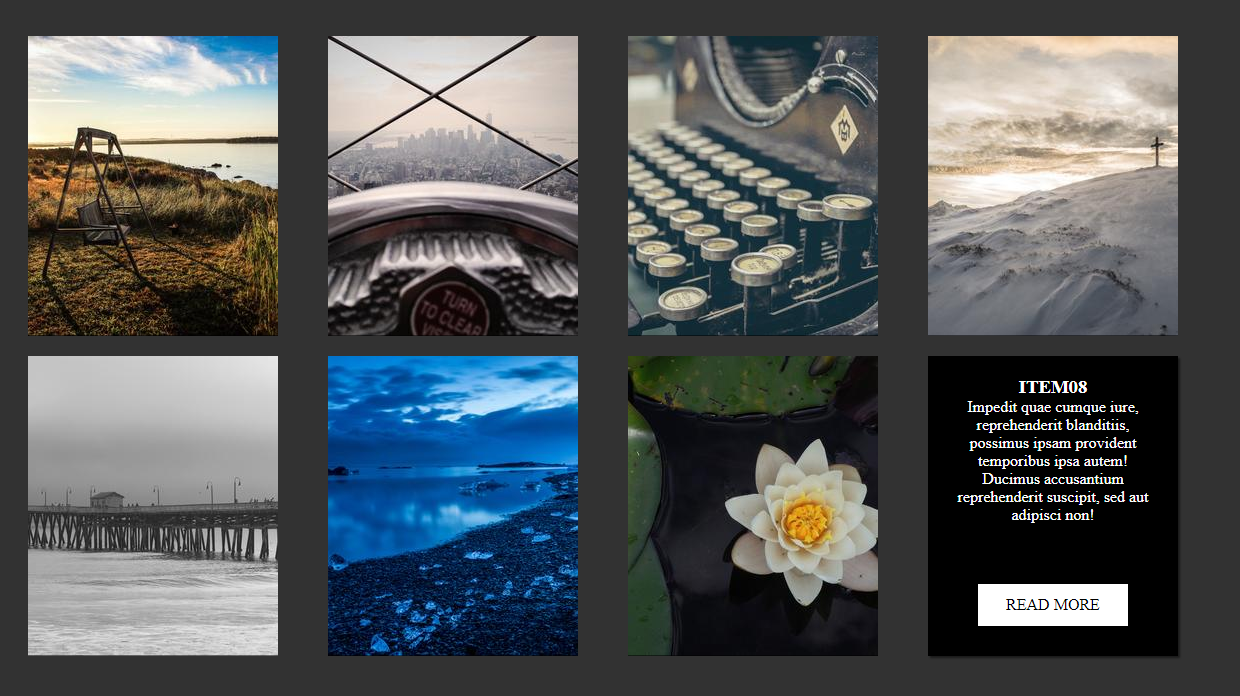 TURN
TO CLEAR
ITEM08
Impedit quae cumque iure,
reprehenderit blanditiis,
possimus ipsam provident
temporibus ipsa autem!
Ducimus accusantium
reprehenderit suscipit, sed aut
adipisci non!
READ MORE